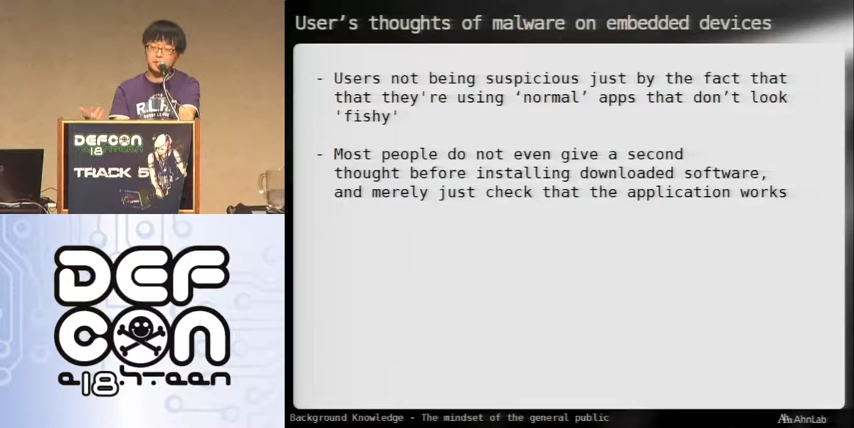 User's thoughts of malware on embedded devices
- Users not being suspicious just by the fact that
that they're using ‘normal’ apps that don’t look
'fishy'
- Most people do not even give a second
thought before installing downloaded software,
and merely just check that the application works
R.L.
DEFCON
18
TRACK 5
DEF
CON
e18hteen
Background Knowledge - The mindset of the general public
AhnLab